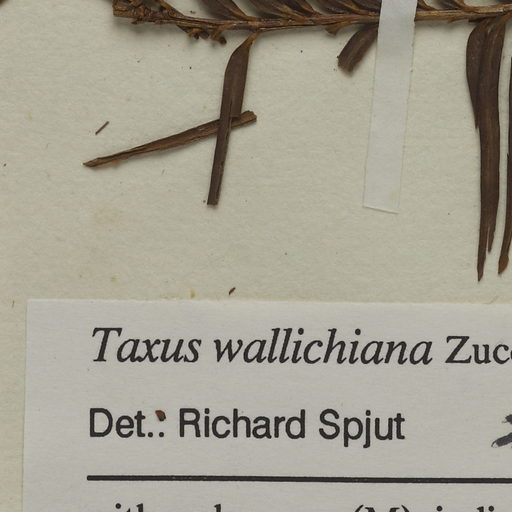 Taxus wallichiana Zucc
Det.: Richard Spjut